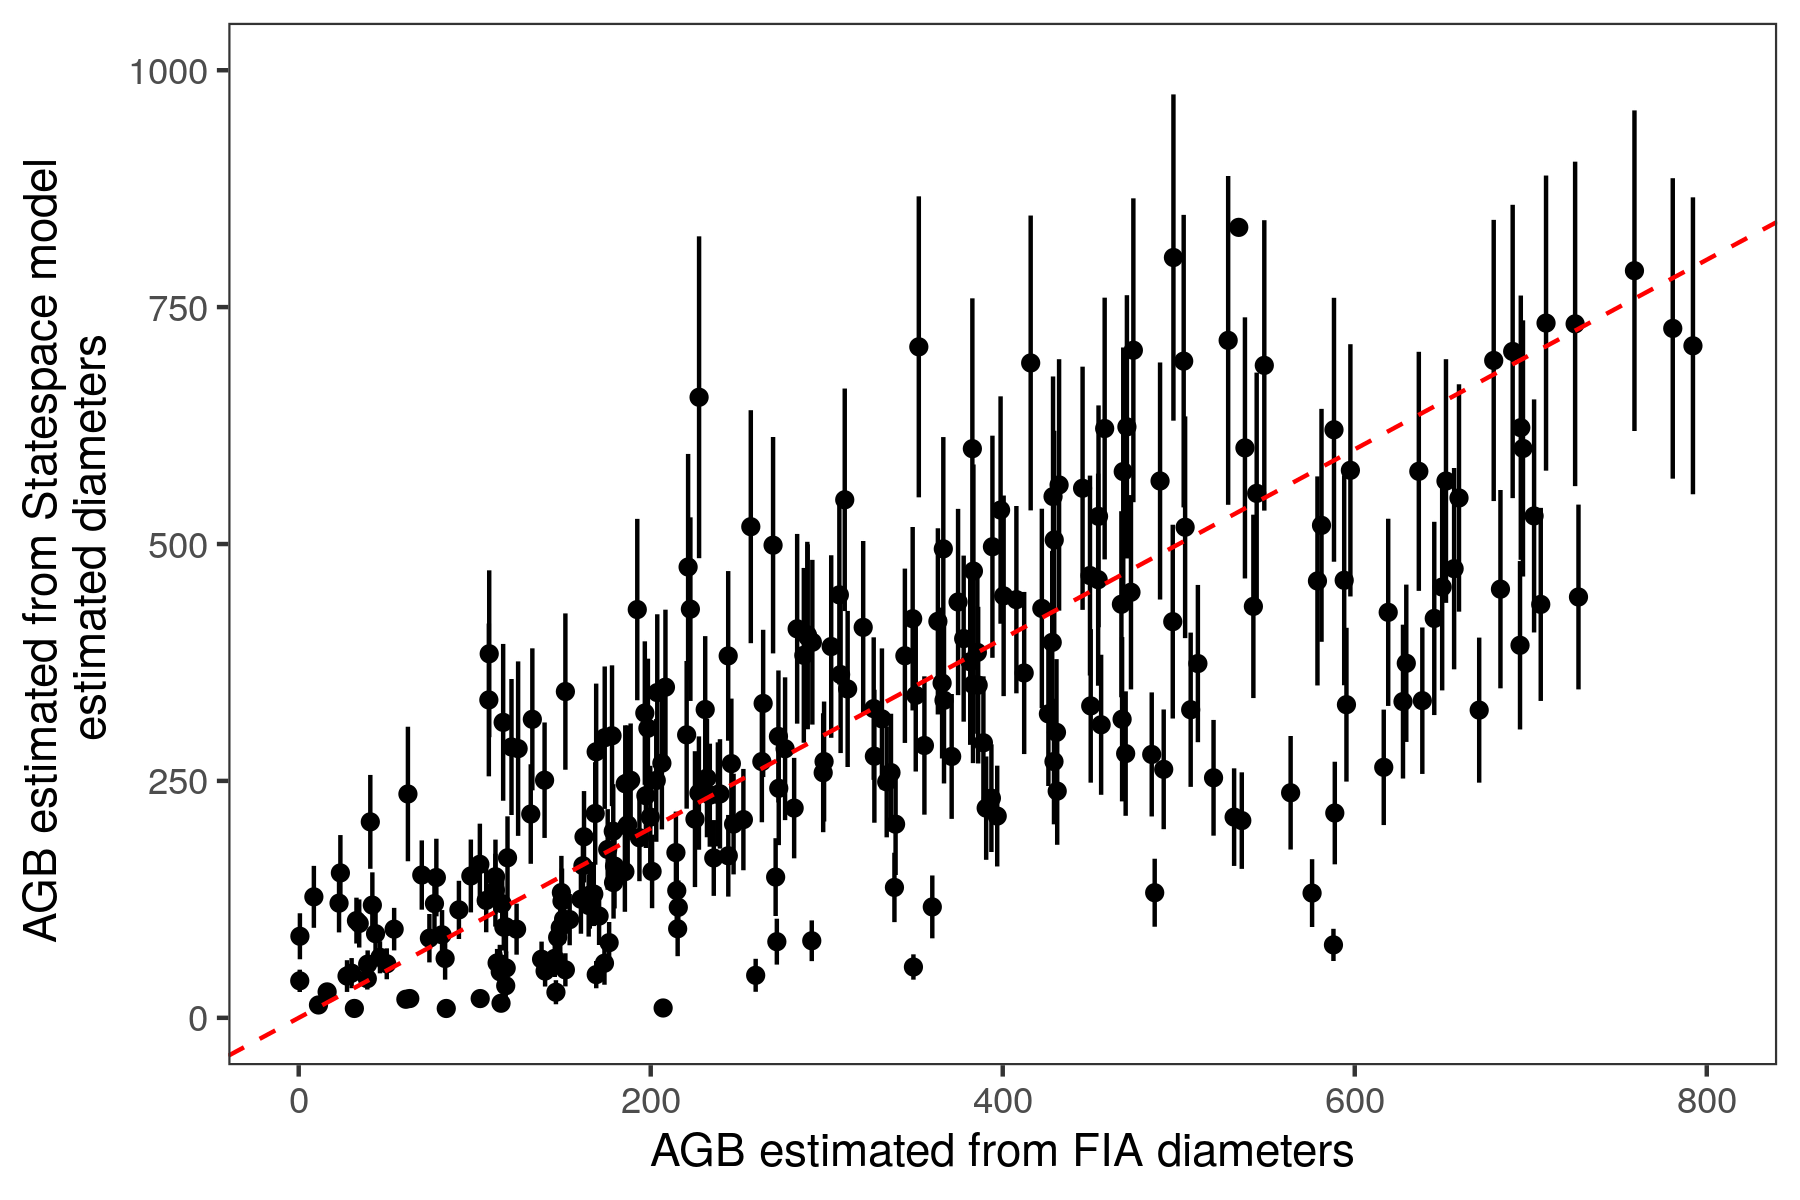 AGB estimated from Statespace model
estimated diameters
1000
750
500
250
0
0 200 400 600 800
AGB estimated from FIA diameters